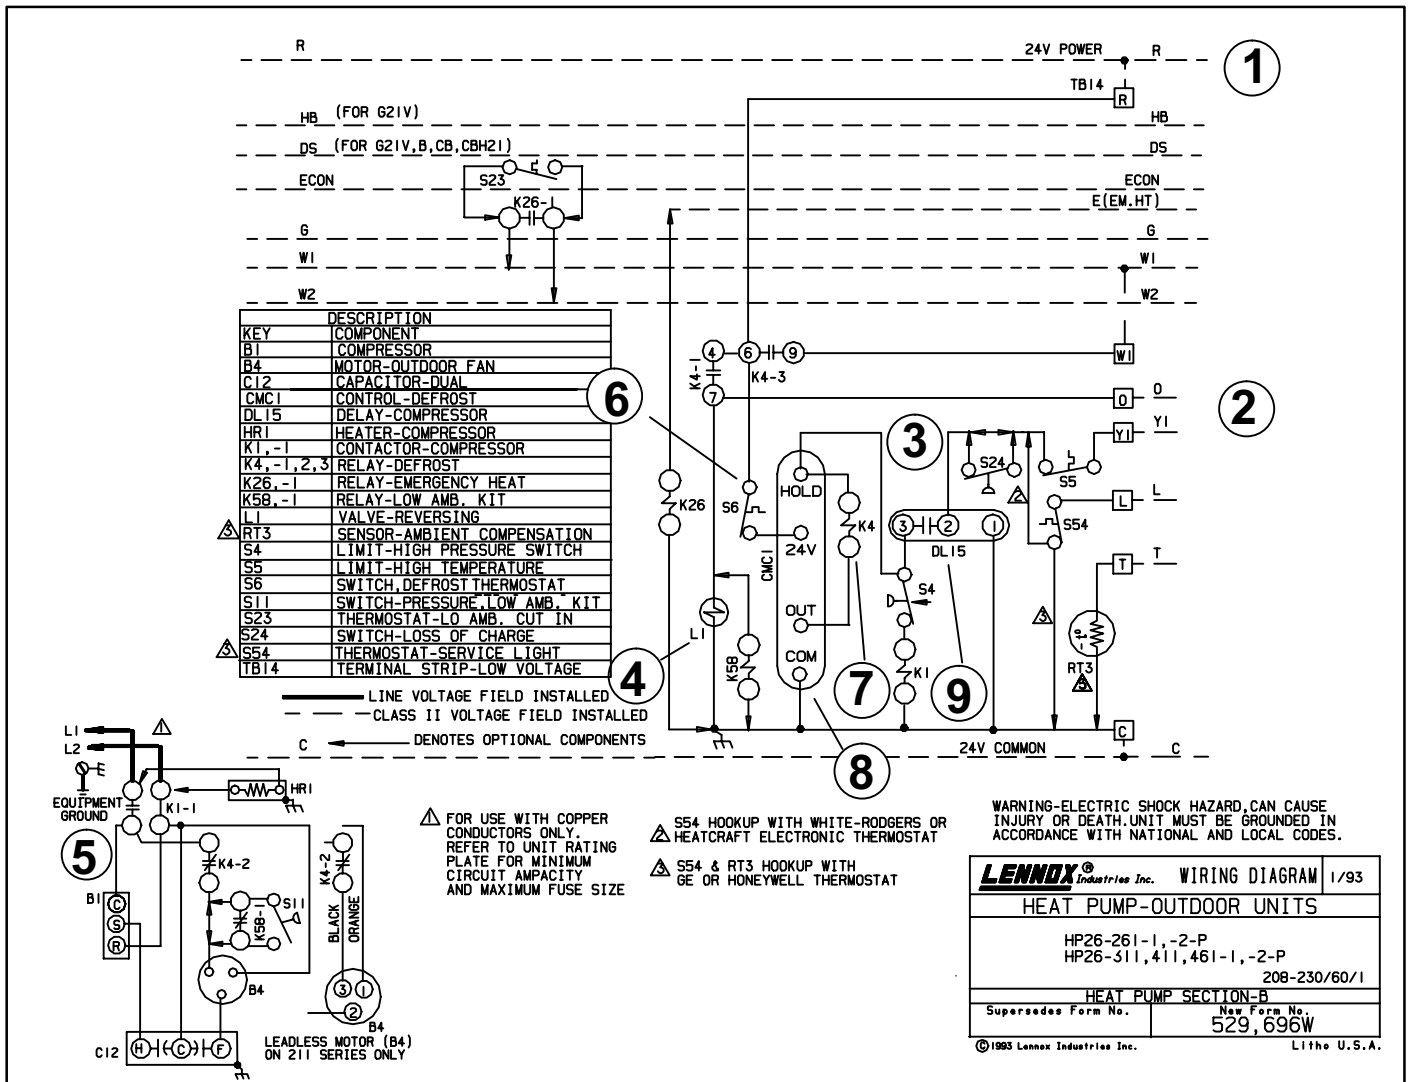 R
24V POWER
R
1
TB14
R
HB (FOR G21V)
HB
DS (FOR G21V,B,CB,CBH21)
DS
S23
ECON
ECON
K26-1
E(EM.HT)
G
G
W1
W1
W2
W2
DESCRIPTION
KEY COMPONENT
B1 COMPRESSOR
B4 MOTOR-OUTDOOR FAN
C12 CAPACITOR-DUAL
CMC1 CONTROL-DEFROST
DL15 DELAY-COMPRESSOR
HR1 HEATER-COMPRESSOR
K1,-1 CONTACTOR-COMPRESSOR
K4,-1,2,3 RELAY-DEFROST
K26,-1 RELAY-EMERGENCY HEAT
K58,-1 RELAY-LOW AMB. KIT
L1 VALVE-REVERSING
3 RT3 SENSOR-AMBIENT COMPENSATION
S4 LIMIT-HIGH PRESSURE SWITCH
S5 LIMIT-HIGH TEMPERATURE
S6 SWITCH,DEFROST THERMOSTAT
S11 SWITCH-PRESSURE,LOW AMB. KIT
S23 THERMOSTAT-LO AMB. CUT IN
S24 SWITCH-LOSS OF CHARGE
3 S54 THERMOSTAT-SERVICE LIGHT
TB14 TERMINAL STRIP-LOW VOLTAGE
LINE VOLTAGE FIELD INSTALLED
CLASS II VOLTAGE FIELD INSTALLED
C
DENOTES OPTIONAL COMPONENTS
4
6
9
W1
K4-1
K4-3
7
O
O
2
6
3
Y1
Y1
S24
S5
HOLD
2
L
L
K26
S6
K4
3
2
1
S54
24V
DL15
CMC1
T
T
S4
OUT
3
L1
-t°
COM
K58
K1
RT3
4
7
9
C
24V COMMON
C
8
L1
L2
1
HR1
EQUIPMENT
GROUND
K1-1
5
K4-2
B1
C
S
R
S11
K58-1
B4
C12
H
C
F
K4-2
BLACK
ORANGE
3
1
2
B4
LEADLESS MOTOR (B4)
ON 211 SERIES ONLY
1 FOR USE WITH COPPER
CONDUCTORS ONLY.
REFER TO UNIT RATING
PLATE FOR MINIMUM
CIRCUIT AMPACITY
AND MAXIMUM FUSE SIZE
2 S54 HOOKUP WITH WHITE-RODGERS OR
HEATCRAFT ELECTRONIC THERMOSTAT
3 S54 & RT3 HOOKUP WITH
GE OR HONEYWELL THERMOSTAT
WARNING-ELECTRIC SHOCK HAZARD,CAN CAUSE
INJURY OR DEATH.UNIT MUST BE GROUNDED IN
ACCORDANCE WITH NATIONAL AND LOCAL CODES.
LENNOX ® Industries Inc. WIRING DIAGRAM 1/93
HEAT PUMP-OUTDOOR UNITS
HP26-261-1,-2-P
HP26-311,411,461-1,-2-P
208-230/60/1
HEAT PUMP SECTION-B
Supersedes Form No.
New Form No.
529,696W
©1993 Lennox Industries Inc.
Litho U.S.A.